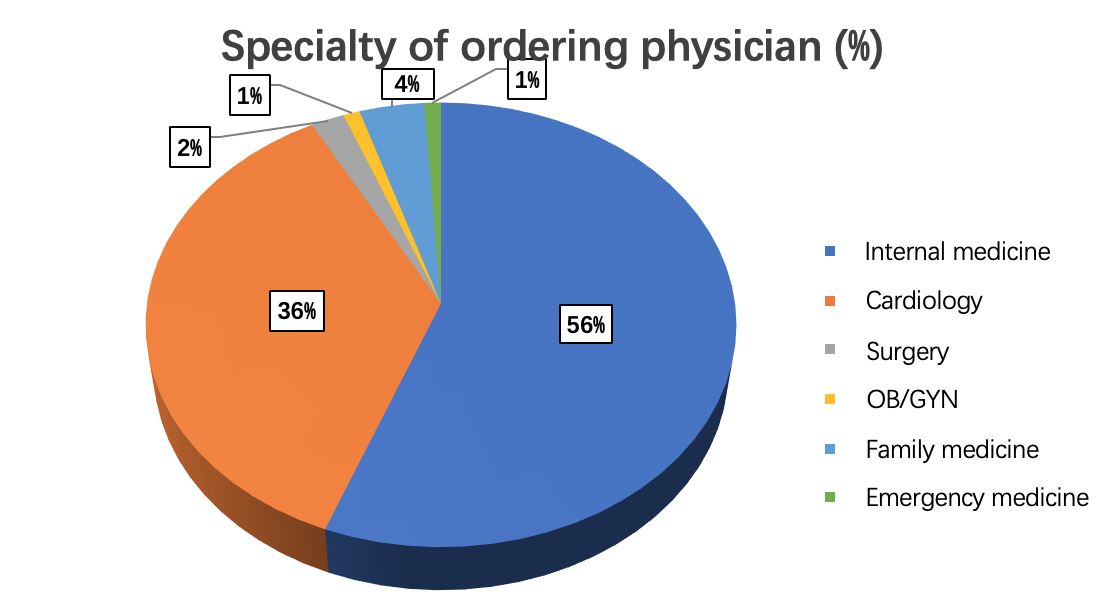 Specialty of ordering physician (%)
4%
1%
1%
2%
36%
56%
Internal medicine
Cardiology
Surgery
OB/GYN
Family medicine
Emergency medicine